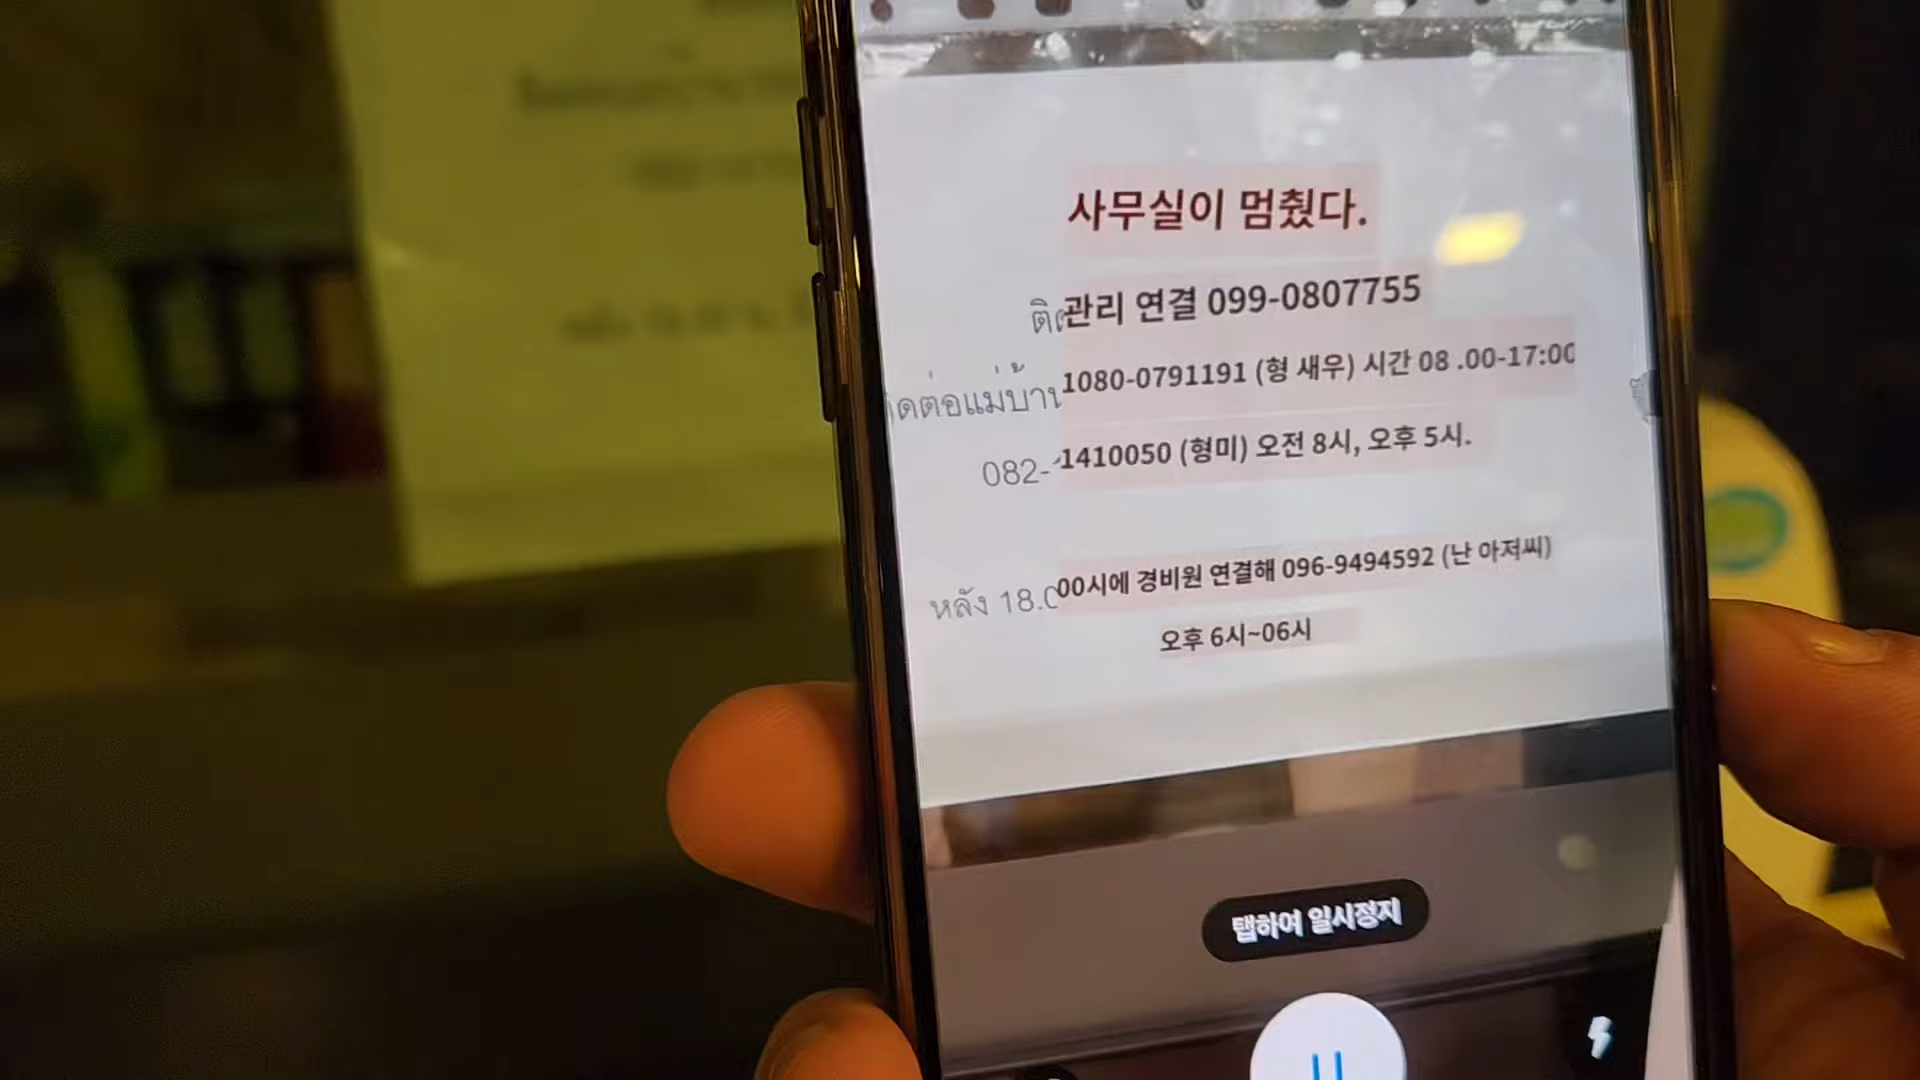 사무실이 멈췄다.
ติ관리 연결 099-0807755
ดต่อแม่บ้าน1080-0791191 (형 새우) 시간 08 .00-17:00
082-1410050 (형미) 오전 8시, 오후 5시.
หลัง 18.00시에 경비원 연결해 096-9494592 (난 아저씨)
오후 6시~06시
탭하여 일시정지